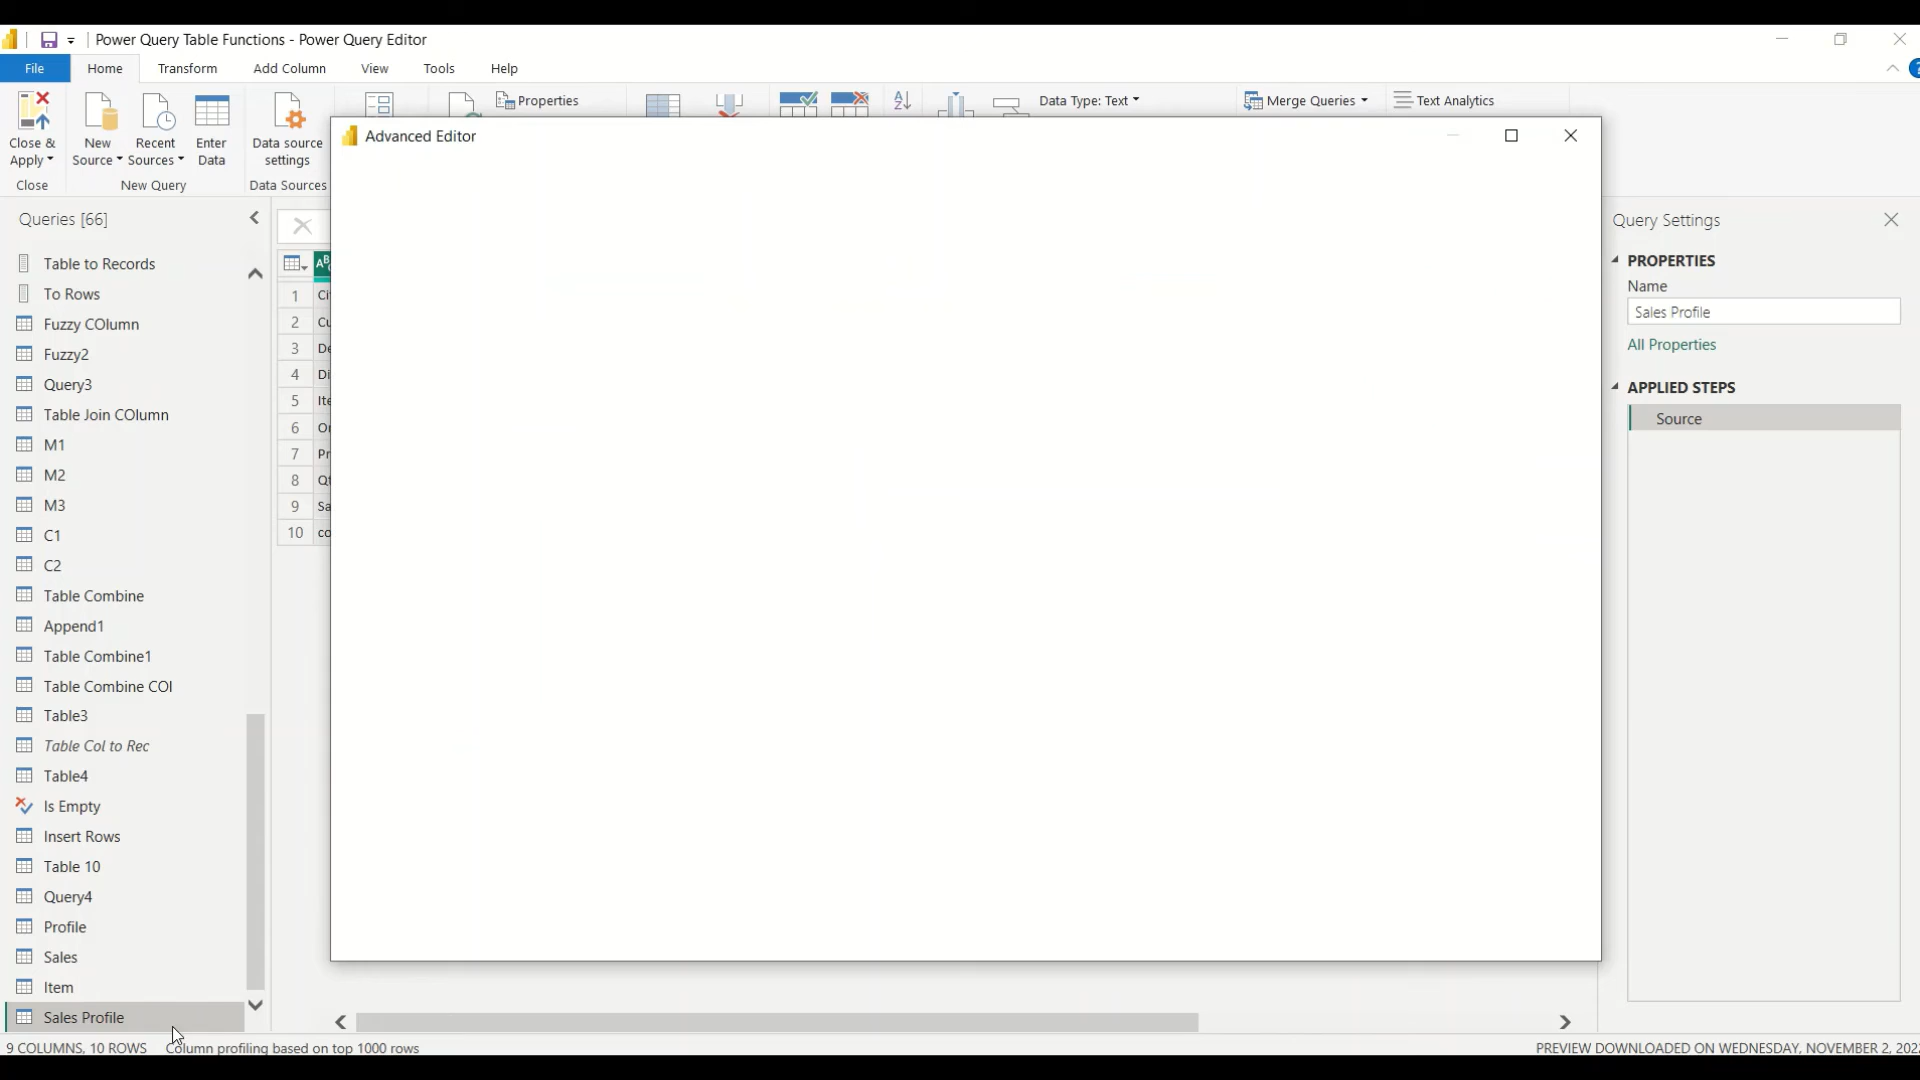 Power Query Table Functions - Power Query Editor
File Home Transform Add Column View Tools Help
Close & Apply
New Source
Recent Sources
Enter Data
Data source settings
Properties
Data Type: Text
Merge Queries
Text Analytics
Close
New Query
Data Sources
Advanced Editor
Queries [66]
Table to Records
To Rows
Fuzzy COlumn
Fuzzy2
Query3
Table Join COlumn
M1
M2
M3
C1
C2
Table Combine
Append1
Table Combine1
Table Combine COl
Table3
Table Col to Rec
Table4
Is Empty
Insert Rows
Table 10
Query4
Profile
Sales
Item
Sales Profile
1
2
3
4
5
6
7
8
9
10
Query Settings
PROPERTIES
Name
Sales Profile
All Properties
APPLIED STEPS
Source
9 COLUMNS, 10 ROWS Column profiling based on top 1000 rows
PREVIEW DOWNLOADED ON WEDNESDAY, NOVEMBER 2,